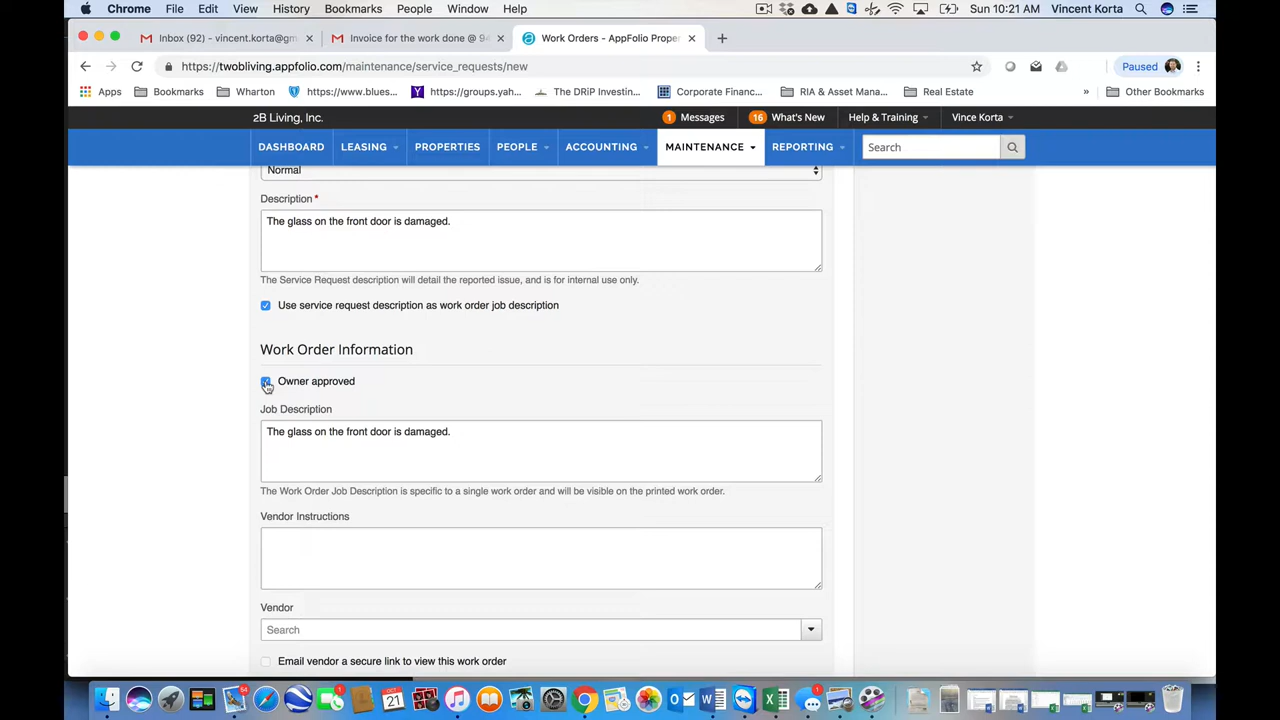 Chrome File Edit View History Bookmarks People Window Help Sun 10:21 AM Vincent Korta
Inbox (92) - vincent.korta@gm Invoice for the work done @ 94 Work Orders - AppFolio Proper
https://twobliving.appfolio.com/maintenance/service_requests/new Paused
Apps Bookmarks Wharton https://www.blues... https://groups.yah... The DRiP Investin... Corporate Financ... RIA & Asset Mana... Real Estate » Other Bookmarks
2B Living, Inc. 1 Messages 16 What's New Help & Training Vince Korta
DASHBOARD LEASING PROPERTIES PEOPLE ACCOUNTING MAINTENANCE REPORTING Search
Normal
Description *
The glass on the front door is damaged.
The Service Request description will detail the reported issue, and is for internal use only.
Use service request description as work order job description
Work Order Information
Owner approved
Job Description
The glass on the front door is damaged.
The Work Order Job Description is specific to a single work order and will be visible on the printed work order.
Vendor Instructions
Vendor
Search
Email vendor a secure link to view this work order